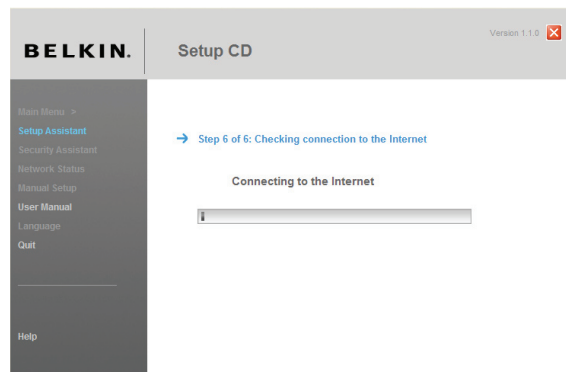 BELKIN.
Setup CD
Version 1.1.0
Main Menu >
Setup Assistant
Security Assistant
Network Status
Manual Setup
User Manual
Language
Quit
Help
Step 6 of 6: Checking connection to the Internet
Connecting to the Internet